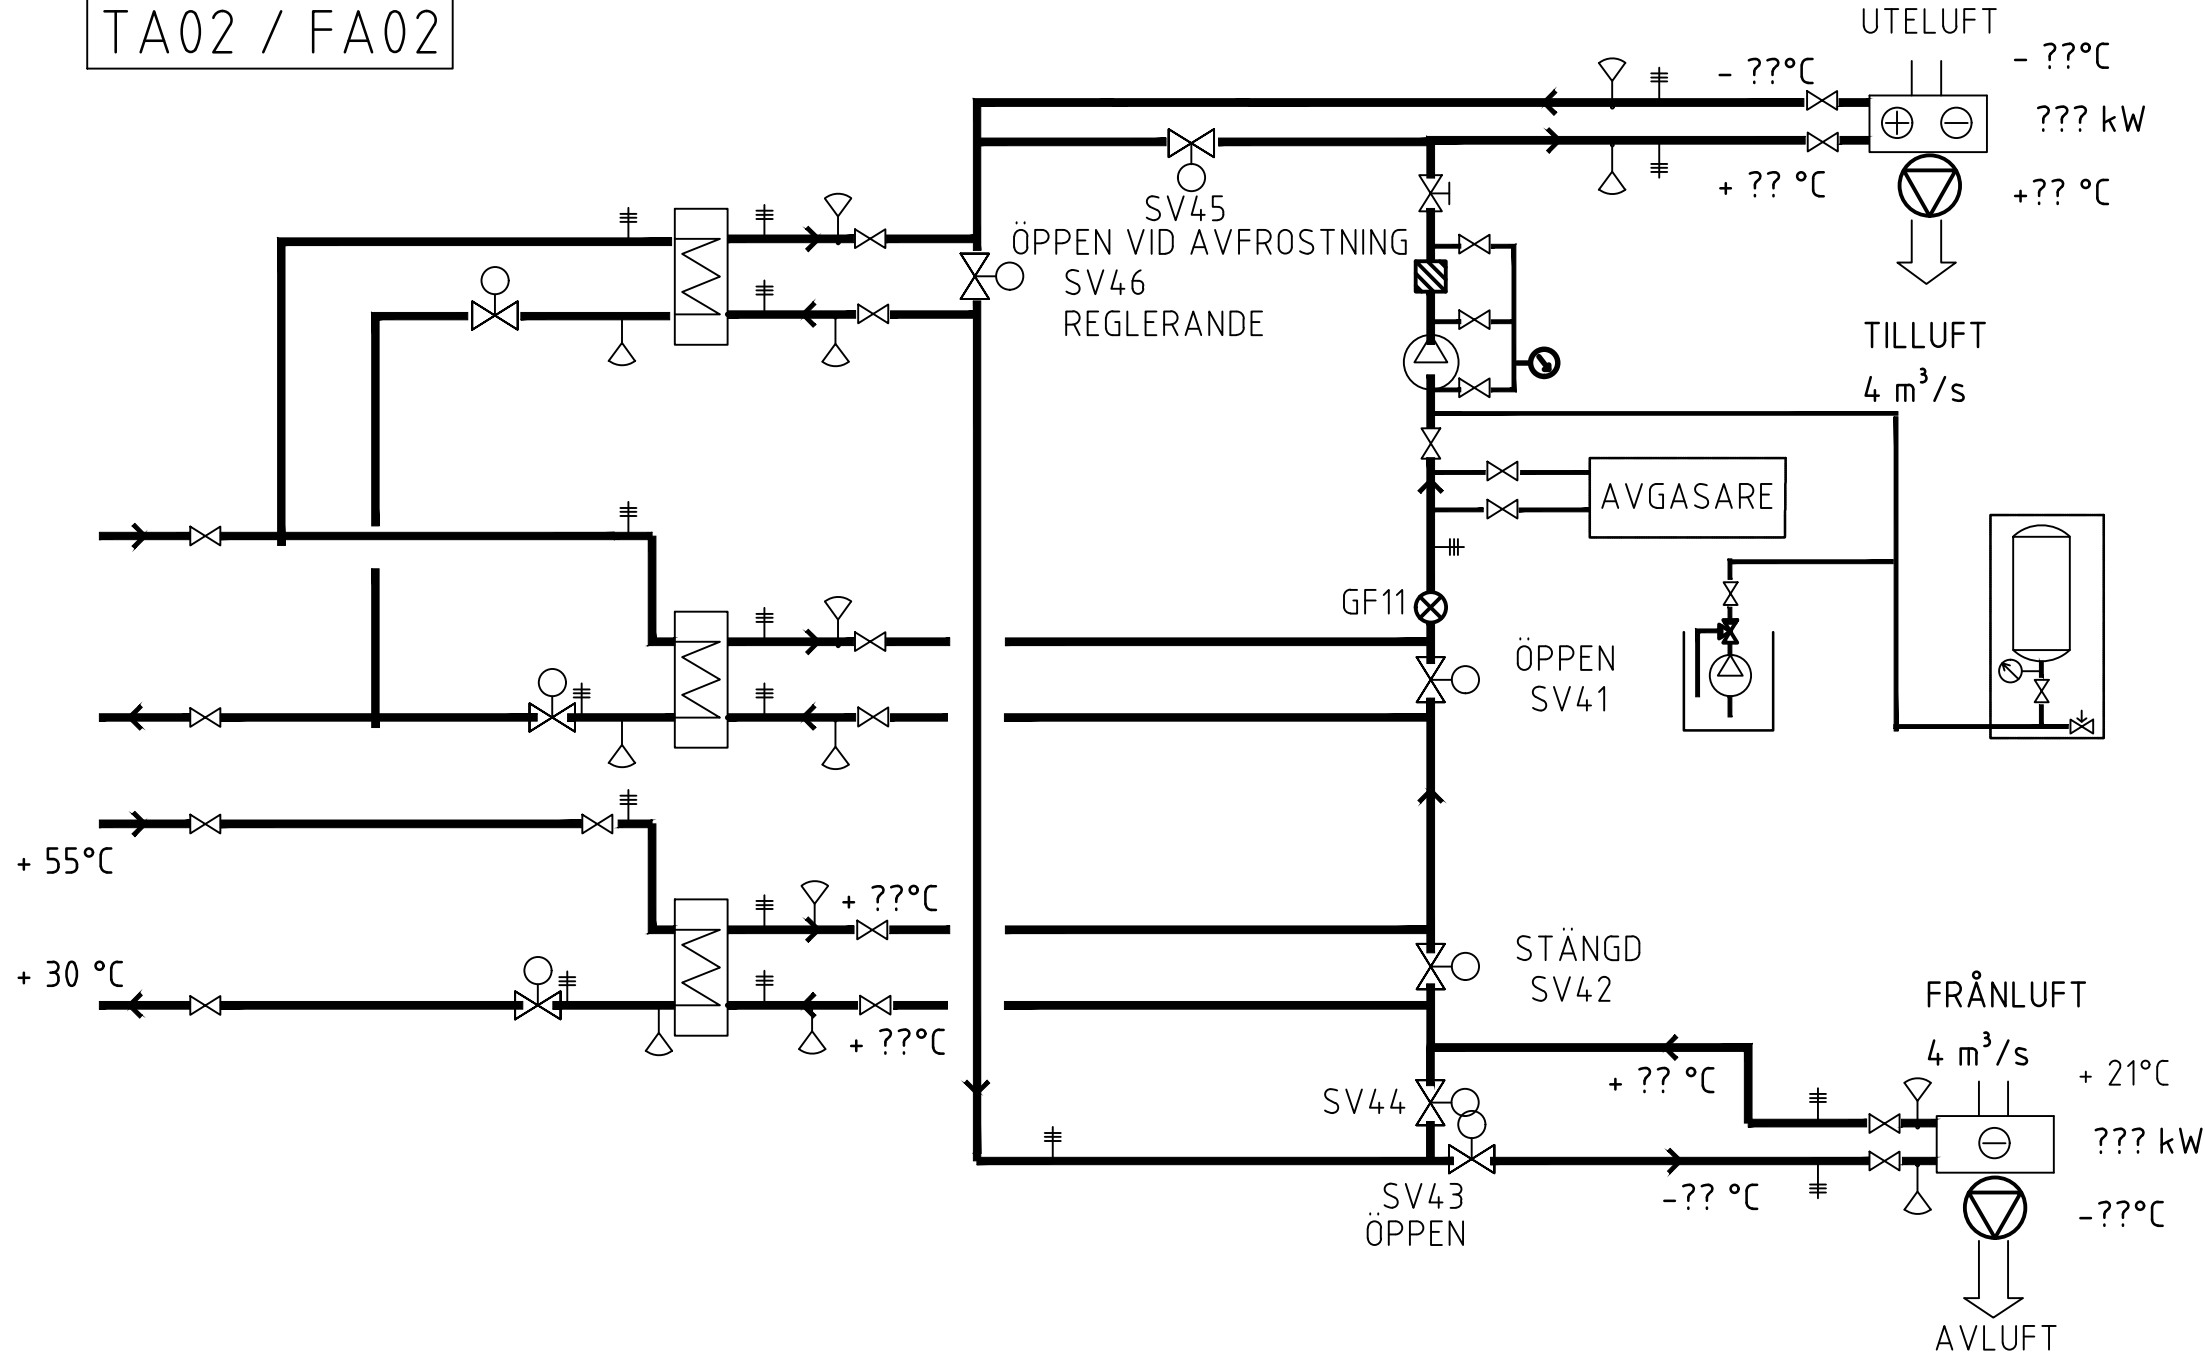 TA02 / FA02
UTELUFT
- ??°C
- ??°C
??? kW
+ ?? °C
+?? °C
SV45
ÖPPEN VID AVFROSTNING
SV46
REGLERANDE
TILLUFT
4 m³/s
AVGASARE
GF11
ÖPPEN
SV41
+ 55°C
+ ??°C
+ 30 °C
+ ??°C
STÄNGD
SV42
FRÅNLUFT
4 m³/s
+ ?? °C
+ 21°C
SV44
??? kW
-?? °C
SV43
ÖPPEN
-??°C
AVLUFT